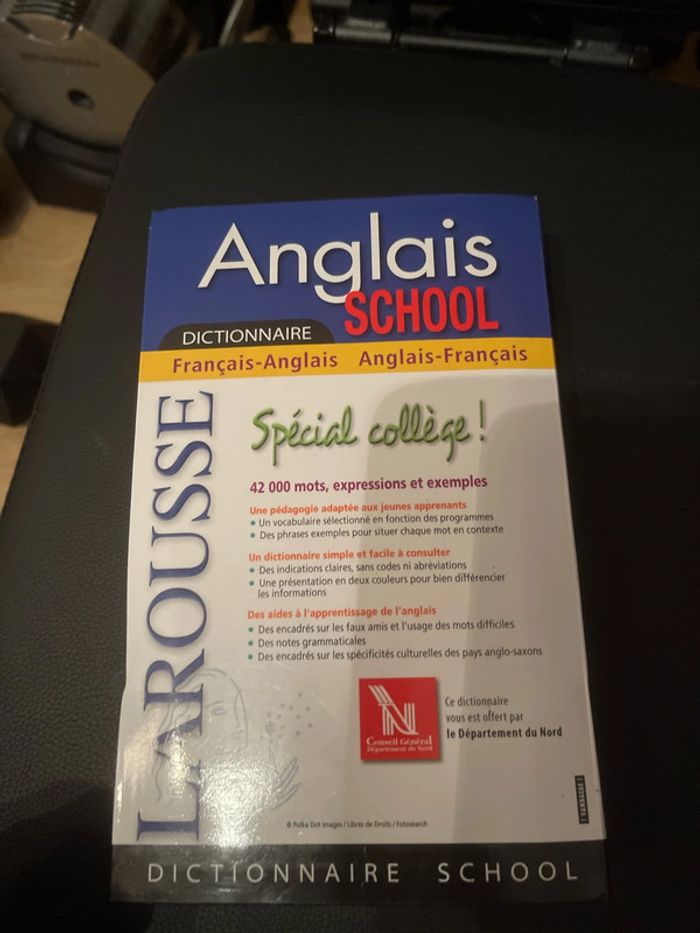 Anglais
SCHOOL
DICTIONNAIRE
Français-Anglais Anglais-Français
LAROUSSE
Spécial collège !
42 000 mots, expressions et exemples
Une pédagogie adaptée aux jeunes apprenants
• Un vocabulaire sélectionné en fonction des programmes
• Des phrases exemples pour situer chaque mot en contexte
Un dictionnaire simple et facile à consulter
• Des indications claires, sans codes ni abréviations
• Une présentation en deux couleurs pour bien différencier
les informations
Des aides à l'apprentissage de l'anglais
• Des encadrés sur les faux amis et l'usage des mots difficiles
• Des notes grammaticales
• Des encadrés sur les spécificités culturelles des pays anglo-saxons
N
Conseil Général
Département du Nord
Ce dictionnaire
vous est offert par
le Département du Nord
© Polka Dot Images / Libres de Droits / Fotosearch
DICTIONNAIRE SCHOOL